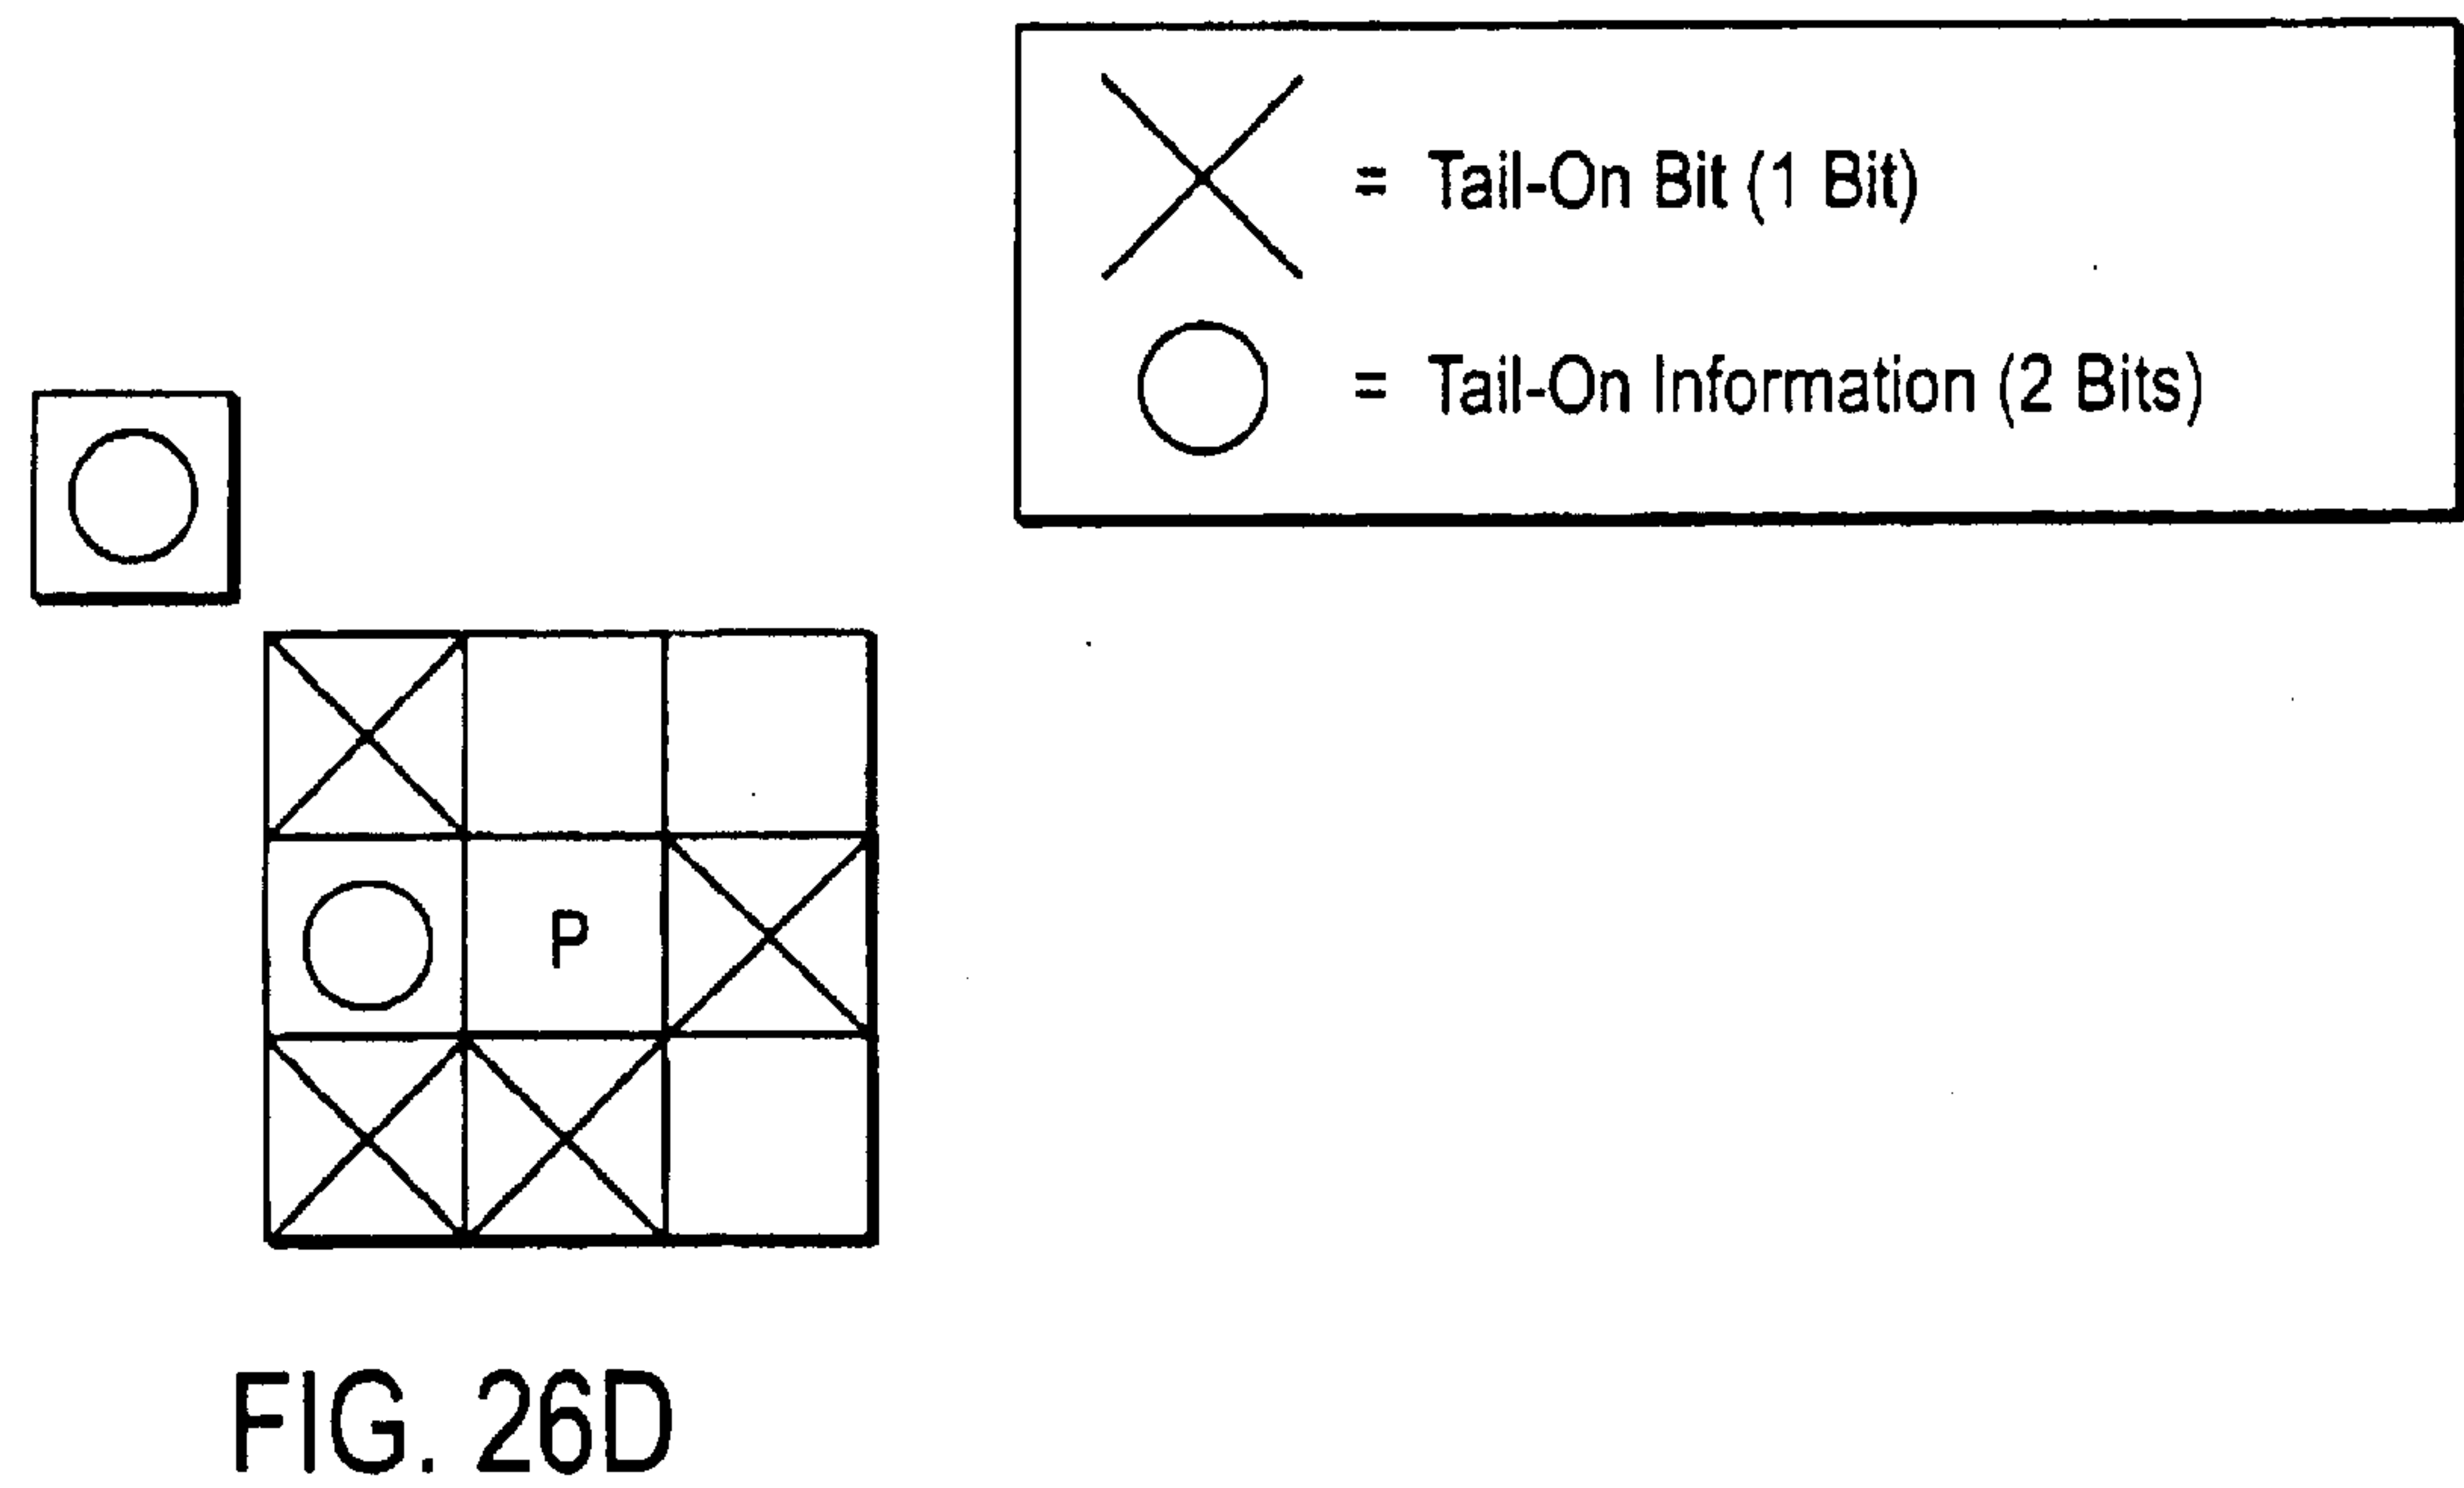 = Tail-On Bit (1 Bit)
= Tail-On Information (2 Bits)
P
FIG. 26D